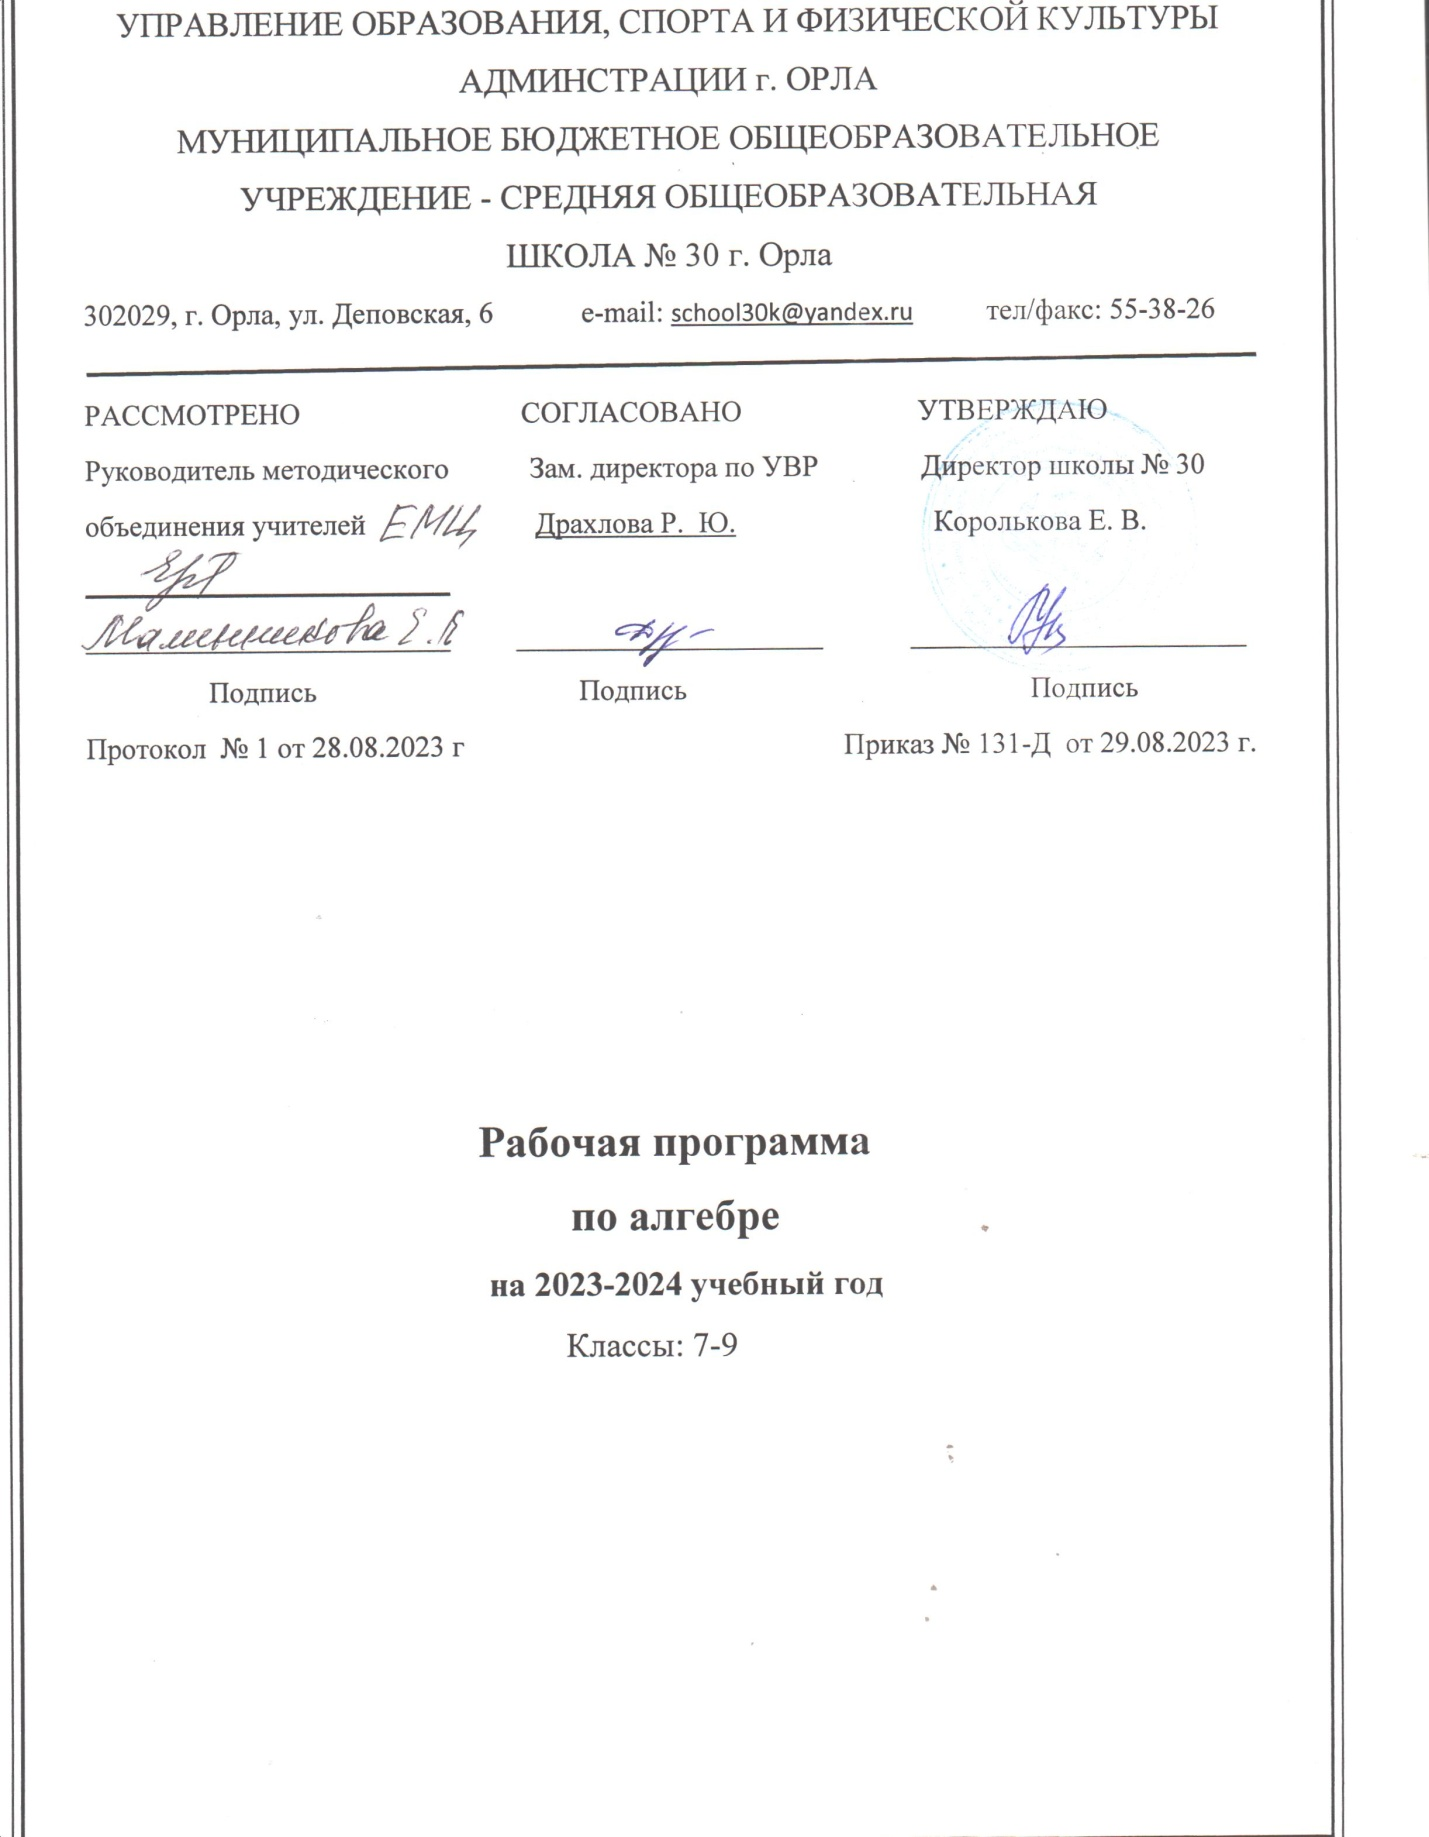 УПРАВЛЕНИЕ ОБРАЗОВАНИЯ, СПОРТА И ФИЗИЧЕСКОЙ КУЛЬТУРЫ
АДМИНСТРАЦИИ г. ОРЛА
МУНИЦИПАЛЬНОЕ БЮДЖЕТНОЕ ОБЩЕОБРАЗОВАТЕЛЬНОЕ
УЧРЕЖДЕНИЕ - СРЕДНЯЯ ОБЩЕОБРАЗОВАТЕЛЬНАЯ
ШКОЛА № 30 г. Орла
302029, г. Орла, ул. Деповская, 6 e-mail: school30k@yandex.ru тел/факс: 55-38-26
РАССМОТРЕНО СОГЛАСОВАНО УТВЕРЖДАЮ
Руководитель методического Зам. директора по УВР Директор школы № 30
объединения учителей ЕМЦ Драхлова Р. Ю. Королькова Е. В.
Подпись Подпись Подпись
Протокол № 1 от 28.08.2023 г Приказ № 131-Д от 29.08.2023 г.
Рабочая программа
по алгебре
на 2023-2024 учебный год
Классы: 7-9